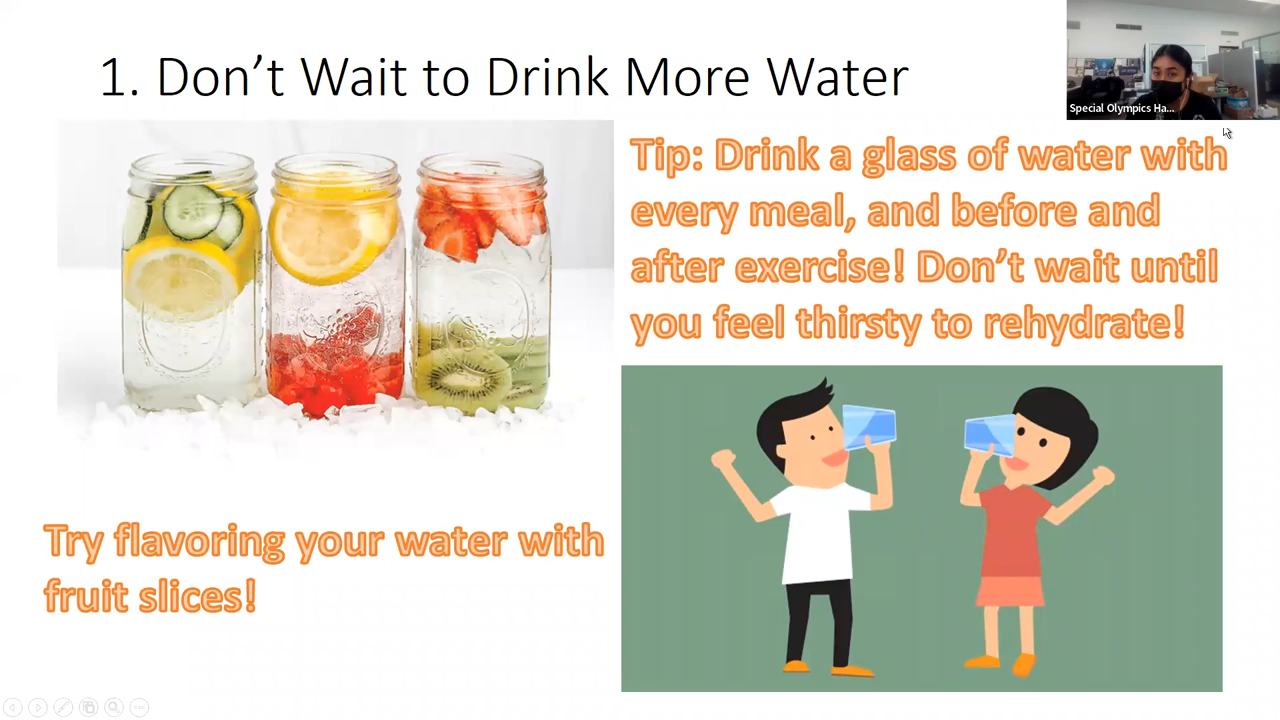 1. Don’t Wait to Drink More Water
Special Olympics Ha...
Tip: Drink a glass of water with
every meal, and before and
after exercise! Don’t wait until
you feel thirsty to rehydrate!
Try flavoring your water with
fruit slices!